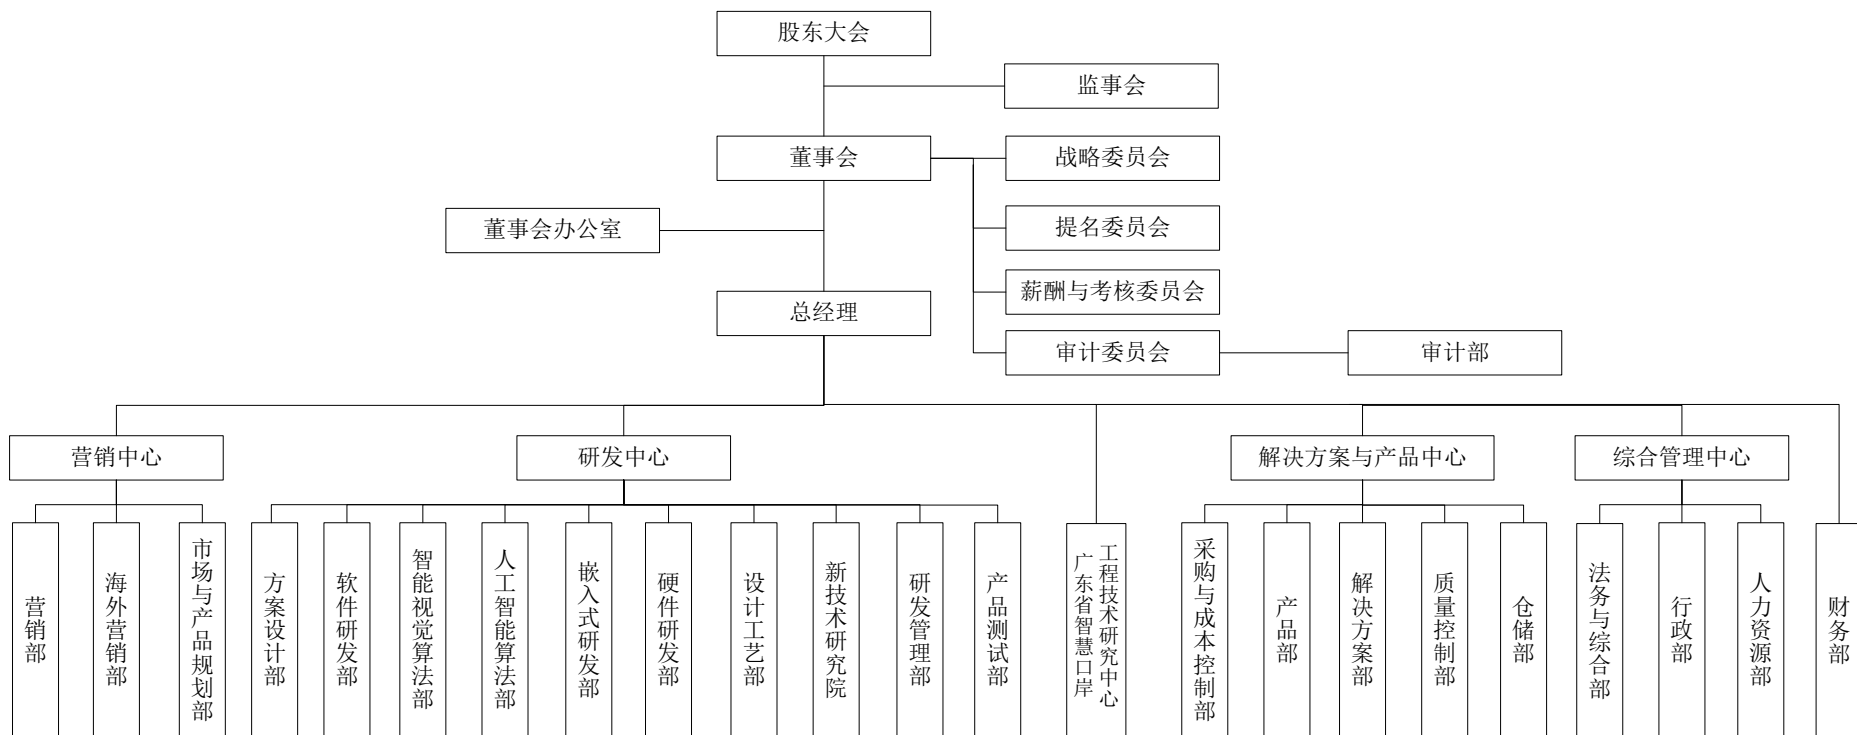 股东大会
监事会
董事会
战略委员会
董事会办公室
提名委员会
薪酬与考核委员会
总经理
审计委员会
审计部
营销中心
研发中心
解决方案与产品中心
综合管理中心
营销部
海外营销部
市场与产品规划部
方案设计部
软件研发部
智能视觉算法部
人工智能算法部
嵌入式研发部
硬件研发部
设计工艺部
新技术研究院
研发管理部
产品测试部
广东省智慧口岸
工程技术研究中心
采购与成本控制部
产品部
解决方案部
质量控制部
仓储部
法务与综合部
行政部
人力资源部
财务部